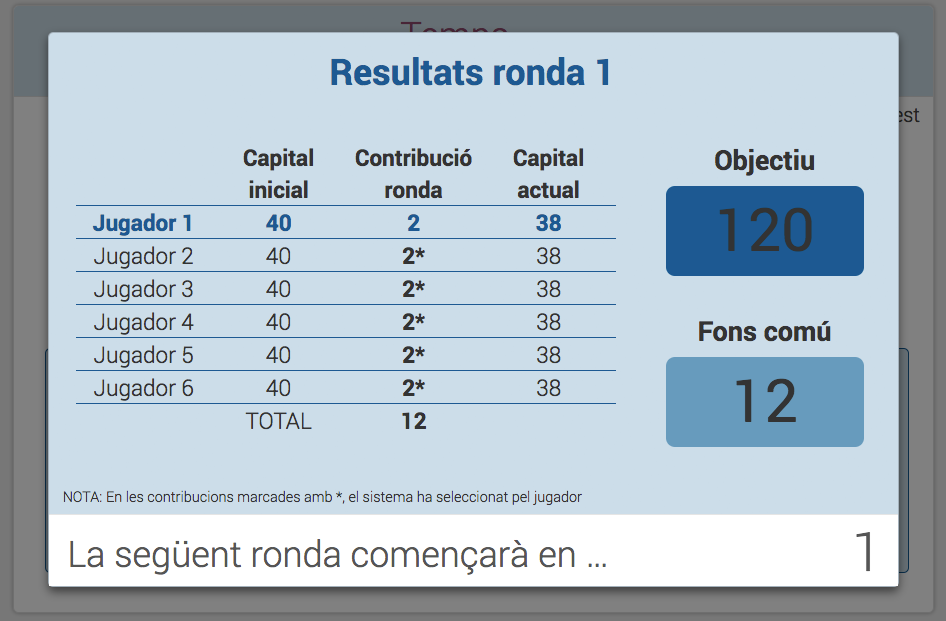 Resultats ronda 1
Capital inicial Contribució ronda Capital actual
Jugador 1 40 2 38
Jugador 2 40 2* 38
Jugador 3 40 2* 38
Jugador 4 40 2* 38
Jugador 5 40 2* 38
Jugador 6 40 2* 38
TOTAL 12
Objectiu
120
Fons comú
12
NOTA: En les contribucions marcades amb *, el sistema ha seleccionat pel jugador
La següent ronda començarà en ... 1